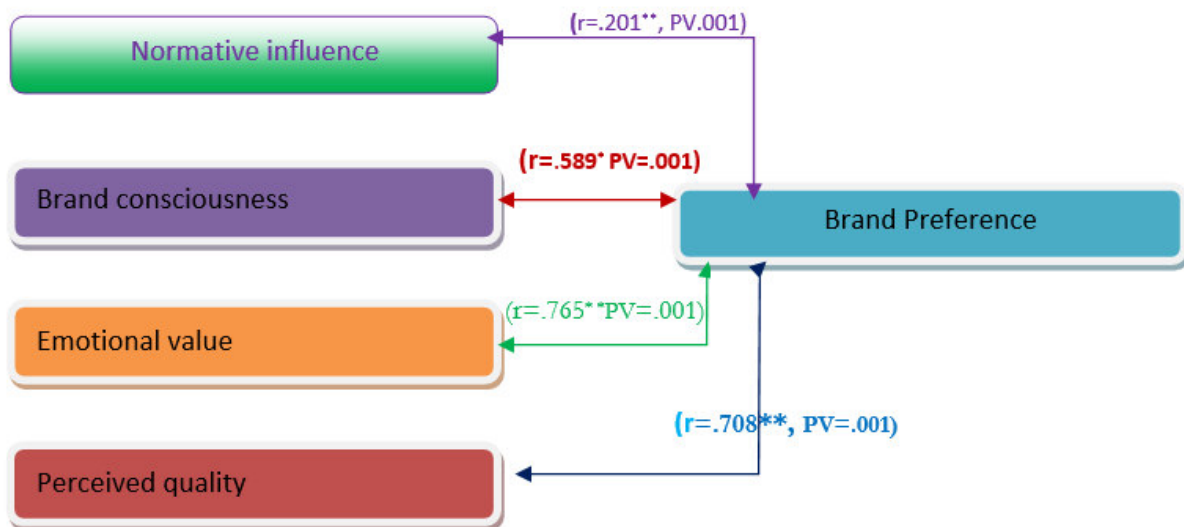 (r=.201**, PV.001)
Normative influence
(r=.589* PV=.001)
Brand consciousness
Brand Preference
(r=.765**PV=.001)
Emotional value
(r=.708**, PV=.001)
Perceived quality